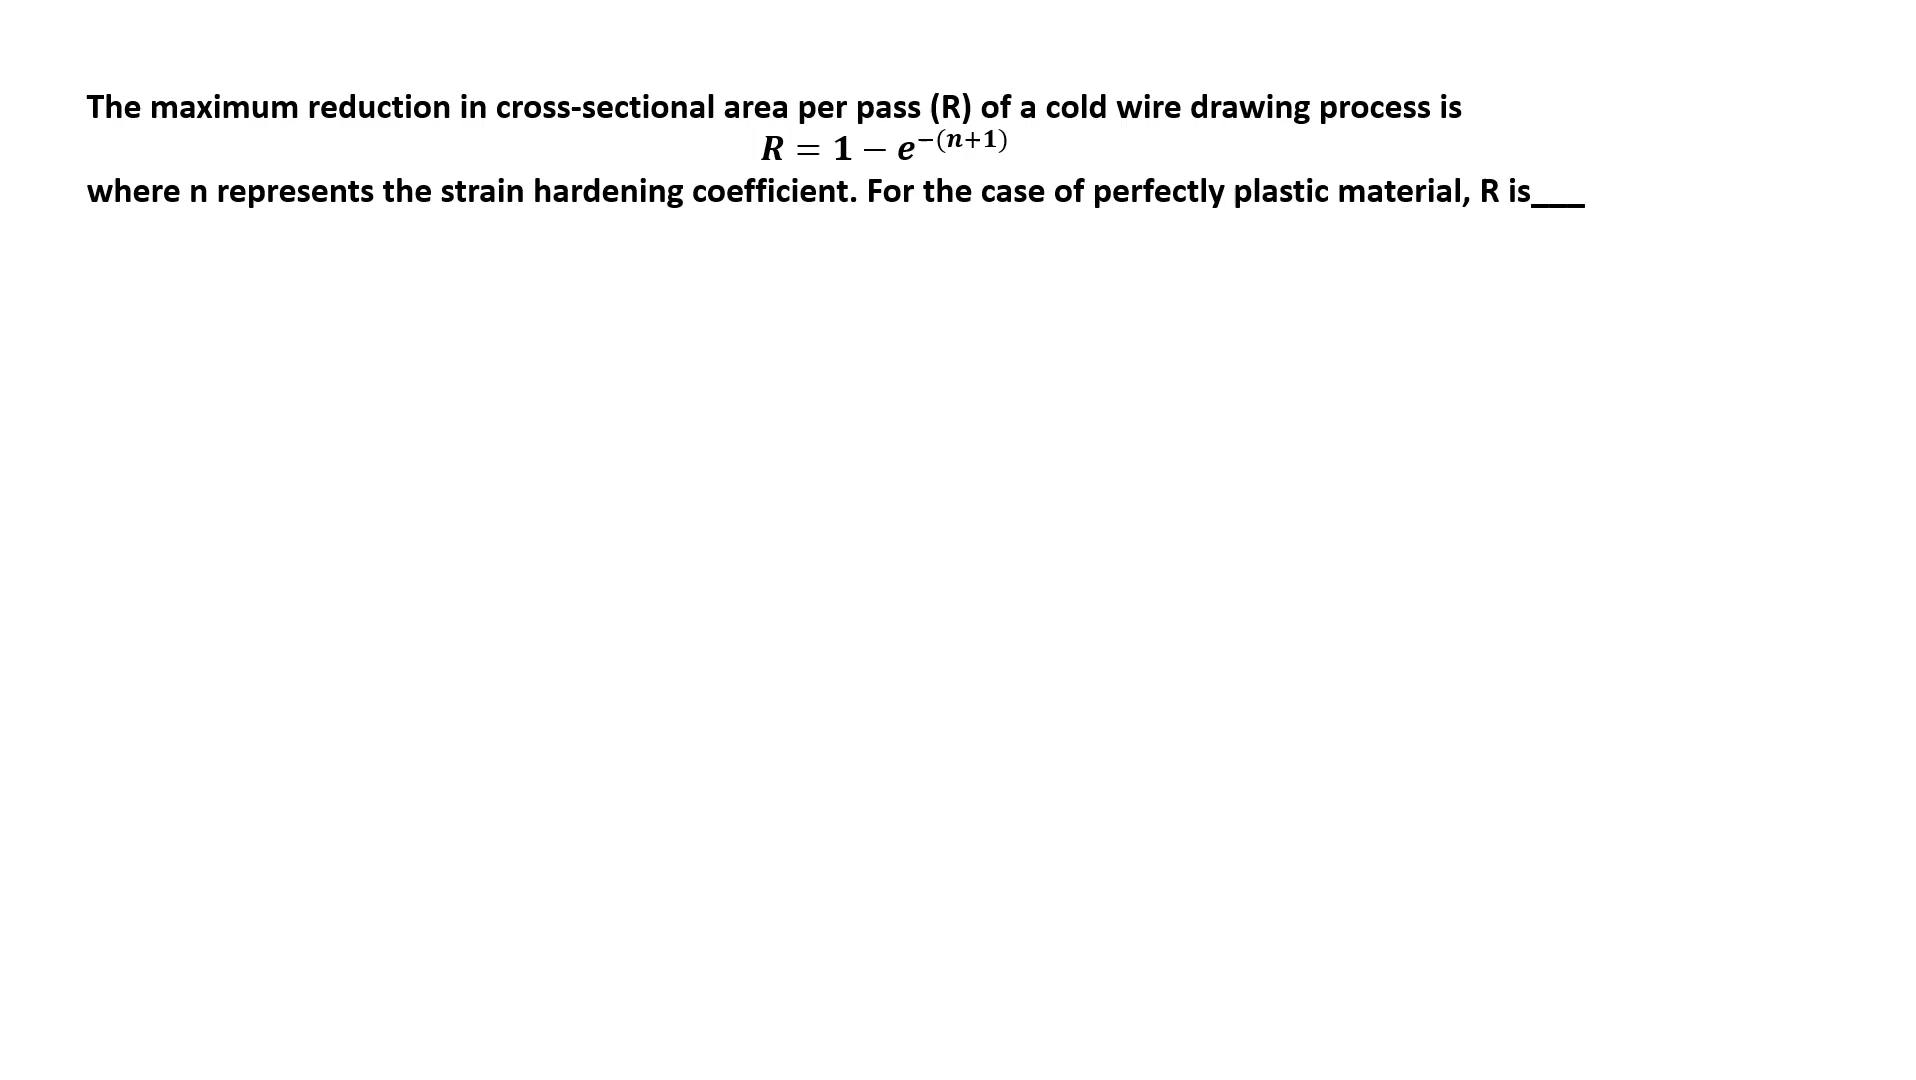 The maximum reduction in cross-sectional area per pass (R) of a cold wire drawing process is
R = 1 − e^−(n+1)
where n represents the strain hardening coefficient. For the case of perfectly plastic material, R is___